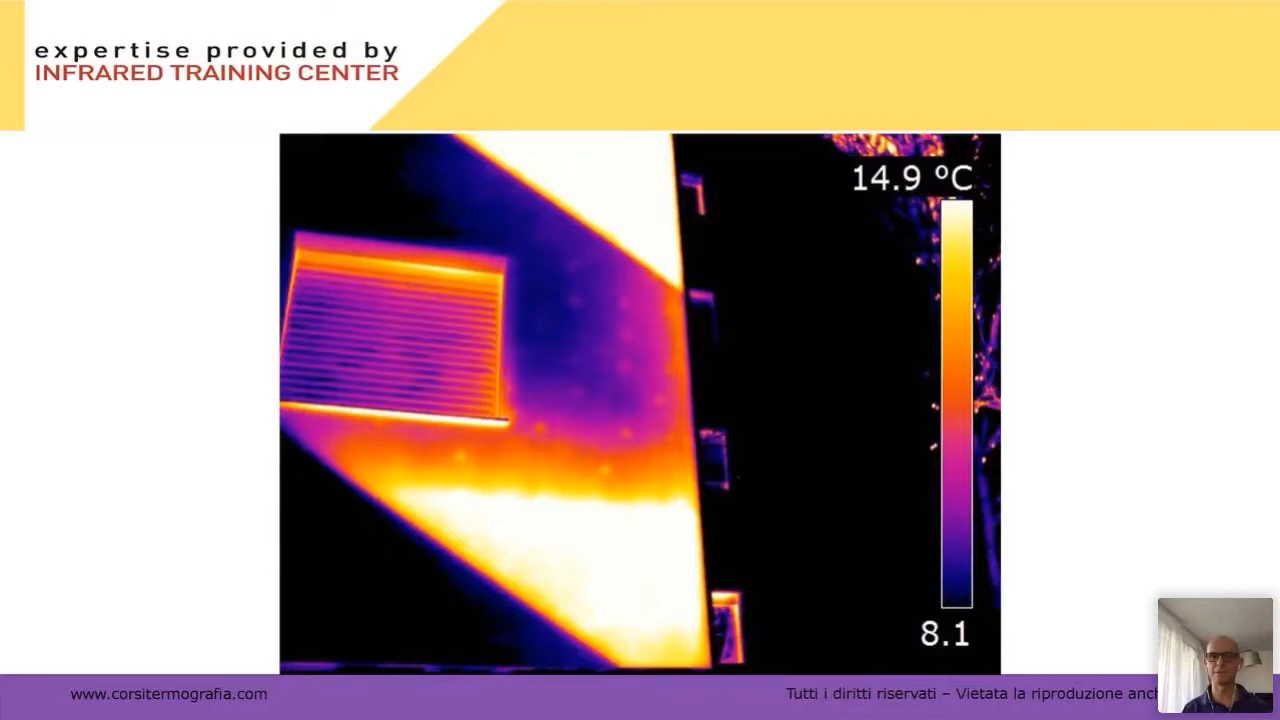 expertise provided by
INFRARED TRAINING CENTER
14.9 ºC
8.1
www.corsitermografia.com
Tutti i diritti riservati – Vietata la riproduzione